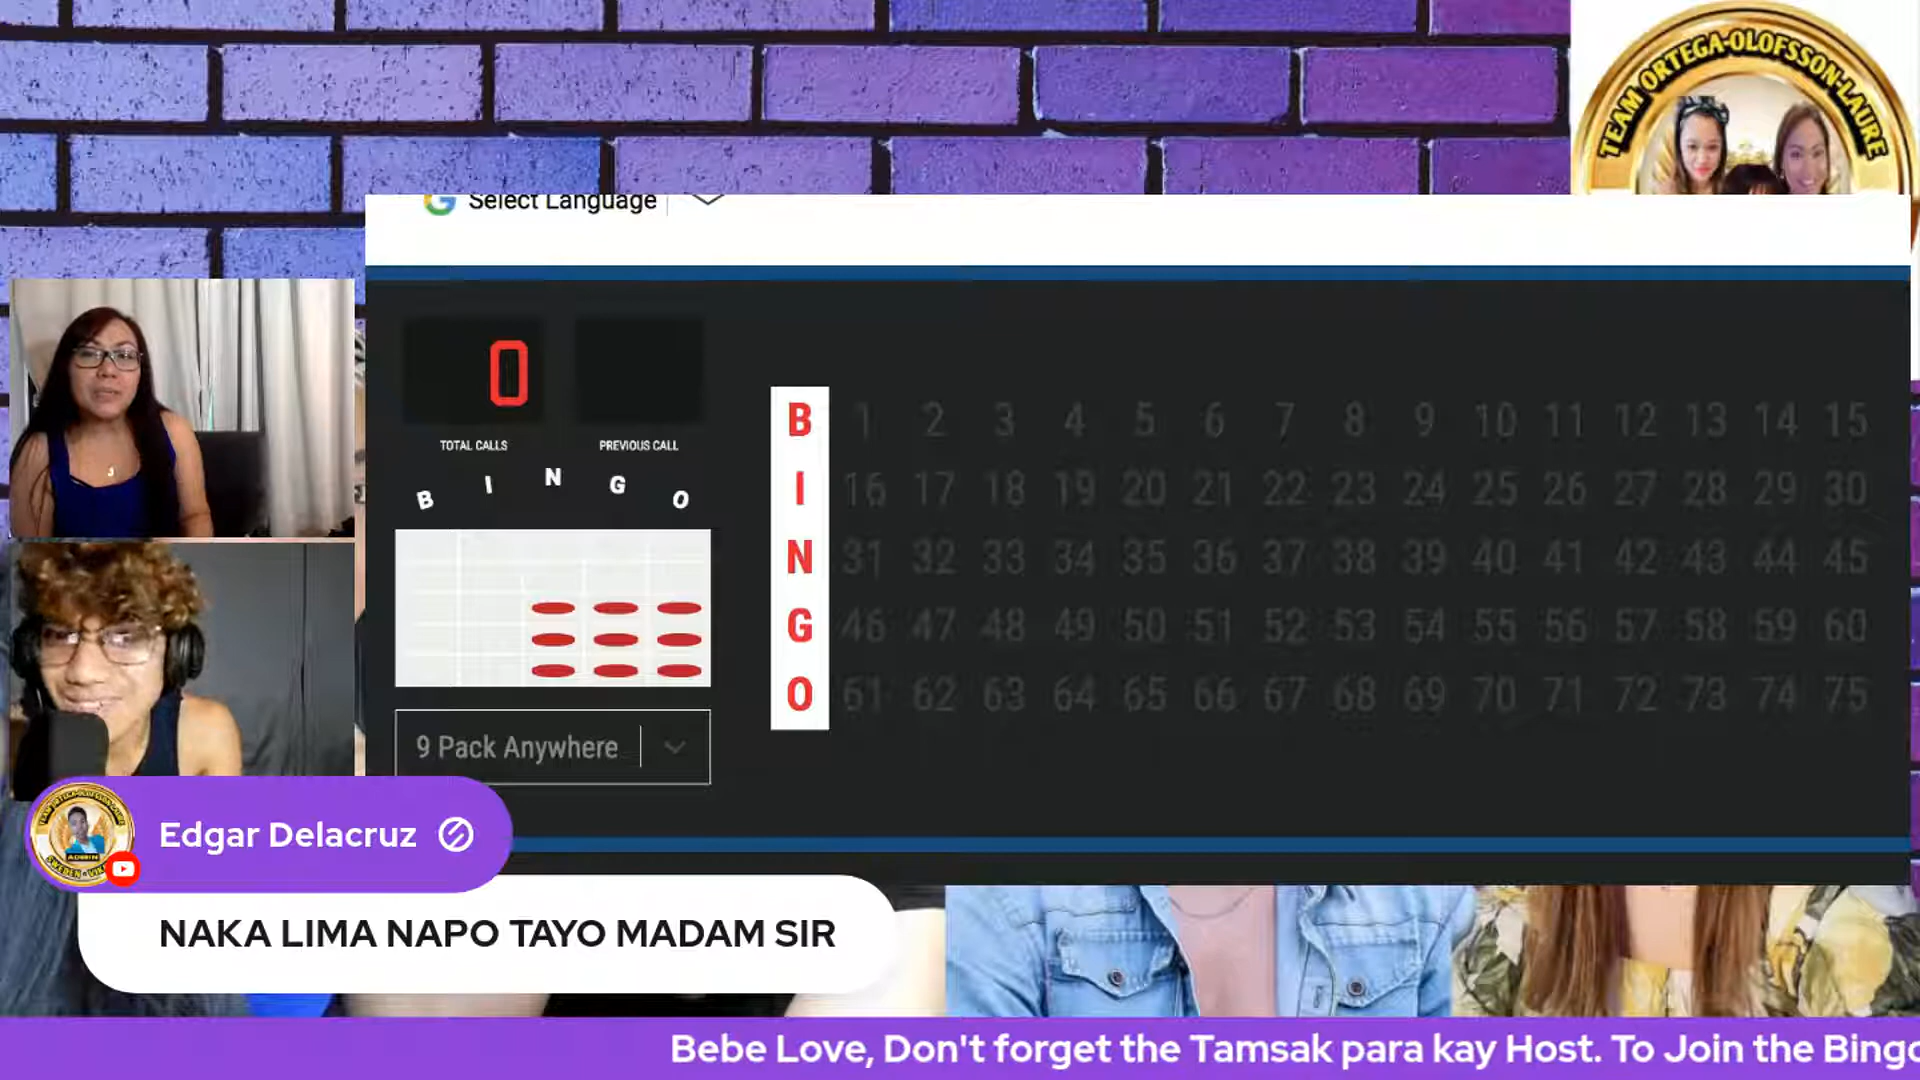 TEAM ORTEGA-OLOFSSON-LAURE
Select Language
0
TOTAL CALLS
PREVIOUS CALL
B I N G O
9 Pack Anywhere
B 1 2 3 4 5 6 7 8 9 10 11 12 13 14 15
I 16 17 18 19 20 21 22 23 24 25 26 27 28 29 30
N 31 32 33 34 35 36 37 38 39 40 41 42 43 44 45
G 46 47 48 49 50 51 52 53 54 55 56 57 58 59 60
O 61 62 63 64 65 66 67 68 69 70 71 72 73 74 75
Edgar Delacruz
ADMIN
NAKA LIMA NAPO TAYO MADAM SIR
Bebe Love, Don't forget the Tamsak para kay Host. To Join the Bingo